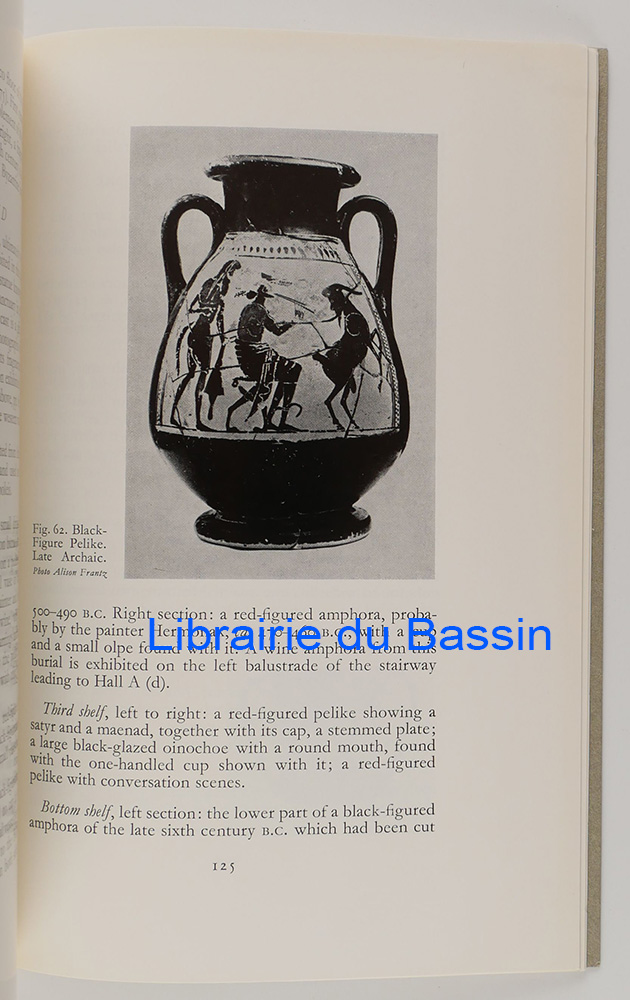 Fig. 62. Black-
Figure Pelike.
Late Archaic.
Photo Alison Frantz
500–490 B.C. Right section: a red-figured amphora, proba-
bly by the painter Hermonax, B.C., with a
and a small olpe found with it. A wine amphora from this
Librairie du Bassin
burial is exhibited on the left balustrade of the stairway
leading to Hall A (d).
Third shelf, left to right: a red-figured pelike showing a
satyr and a maenad, together with its cap, a stemmed plate;
a large black-glazed oinochoe with a round mouth, found
with the one-handled cup shown with it; a red-figured
pelike with conversation scenes.
Bottom shelf, left section: the lower part of a black-figured
amphora of the late sixth century B.C. which had been cut
125